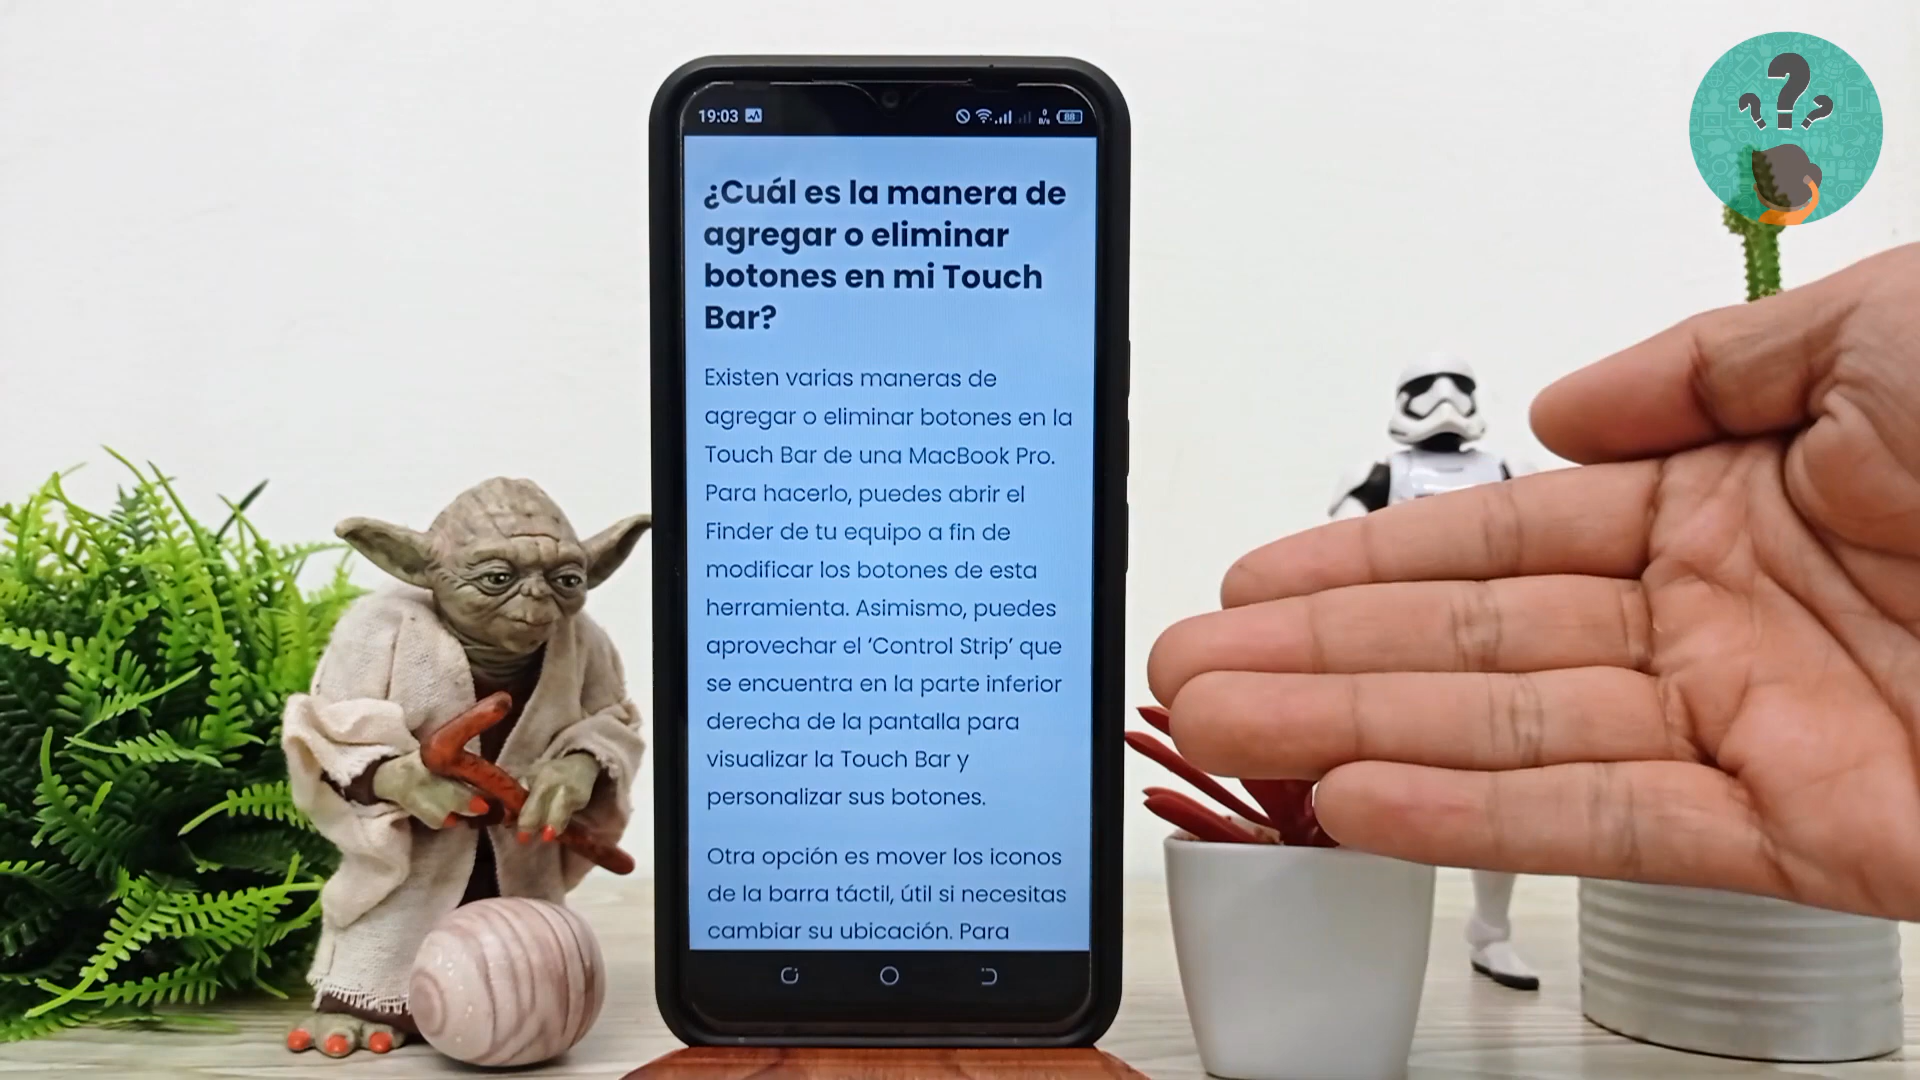 19:03
0
B/s
88
¿Cuál es la manera de
agregar o eliminar
botones en mi Touch
Bar?
Existen varias maneras de
agregar o eliminar botones en la
Touch Bar de una MacBook Pro.
Para hacerlo, puedes abrir el
Finder de tu equipo a fin de
modificar los botones de esta
herramienta. Asimismo, puedes
aprovechar el ‘Control Strip’ que
se encuentra en la parte inferior
derecha de la pantalla para
visualizar la Touch Bar y
personalizar sus botones.
Otra opción es mover los iconos
de la barra táctil, útil si necesitas
cambiar su ubicación. Para